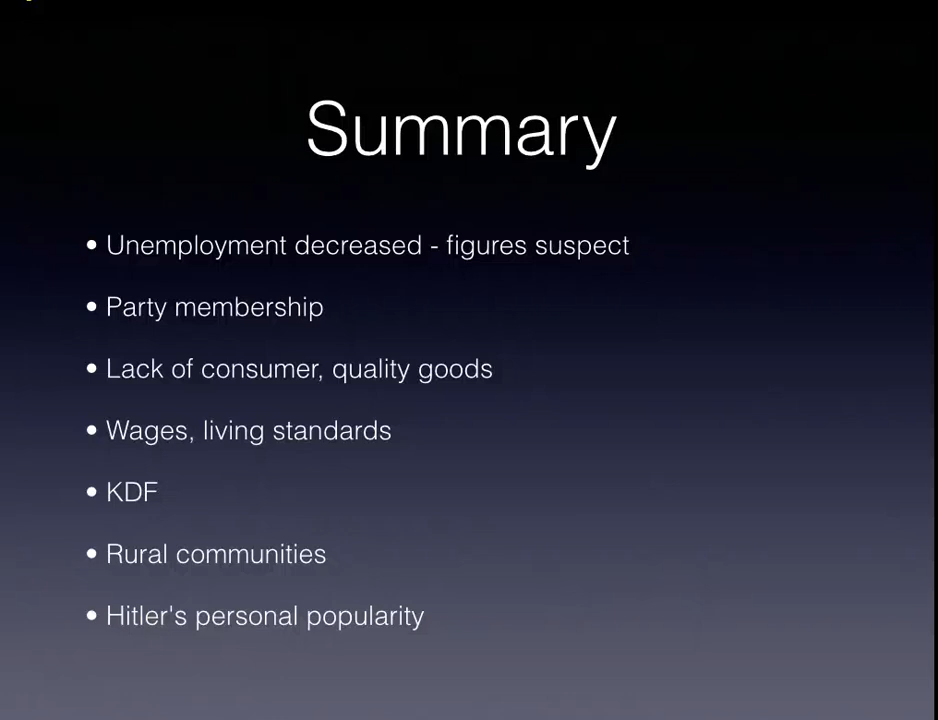 Summary
• Unemployment decreased - figures suspect
• Party membership
• Lack of consumer, quality goods
• Wages, living standards
• KDF
• Rural communities
• Hitler's personal popularity